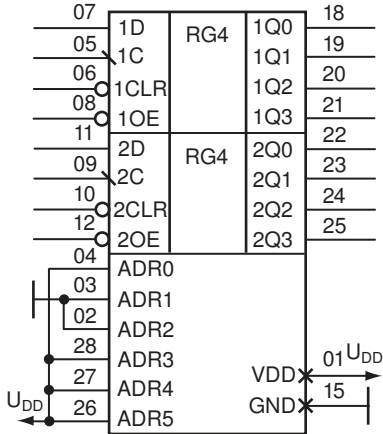 07 1D RG4 1Q0 18
05 1C 1Q1 19
06 1CLR 1Q2 20
08 1OE 1Q3 21
11 2D RG4 2Q0 22
09 2C 2Q1 23
10 2CLR 2Q2 24
12 2OE 2Q3 25
04 ADR0
03 ADR1
02 ADR2
28 ADR3
27 ADR4 VDD 01 UDD
UDD 26 ADR5 GND 15